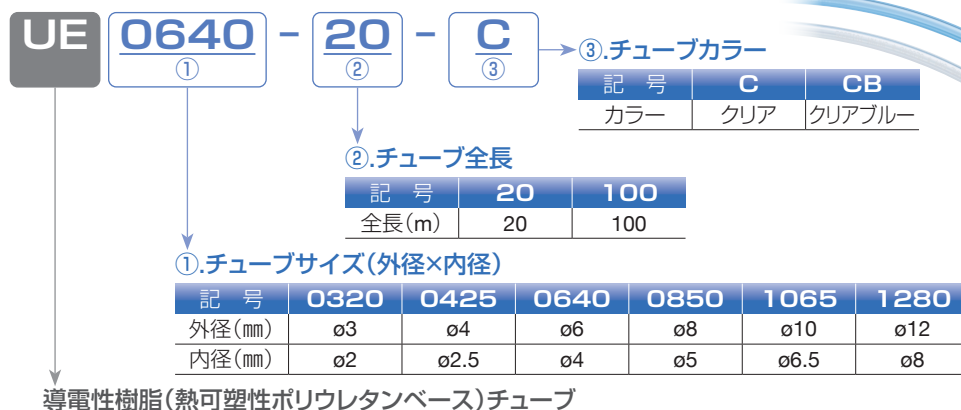 UE 0640 - 20 - C
① ② ③
③.チューブカラー
記 号 C CB
カラー クリア クリアブルー
②.チューブ全長
記 号 20 100
全長(m) 20 100
①.チューブサイズ(外径×内径)
記 号 0320 0425 0640 0850 1065 1280
外径(㎜) ø3 ø4 ø6 ø8 ø10 ø12
内径(㎜) ø2 ø2.5 ø4 ø5 ø6.5 ø8
導電性樹脂(熱可塑性ポリウレタンベース)チューブ